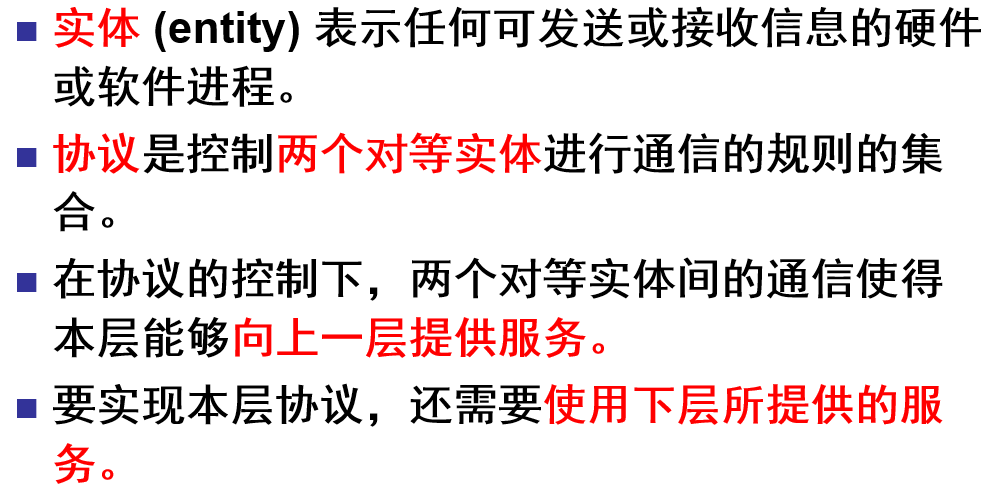 实体 (entity) 表示任何可发送或接收信息的硬件
或软件进程。
协议是控制两个对等实体进行通信的规则的集
合。
在协议的控制下，两个对等实体间的通信使得
本层能够向上一层提供服务。
要实现本层协议，还需要使用下层所提供的服
务。